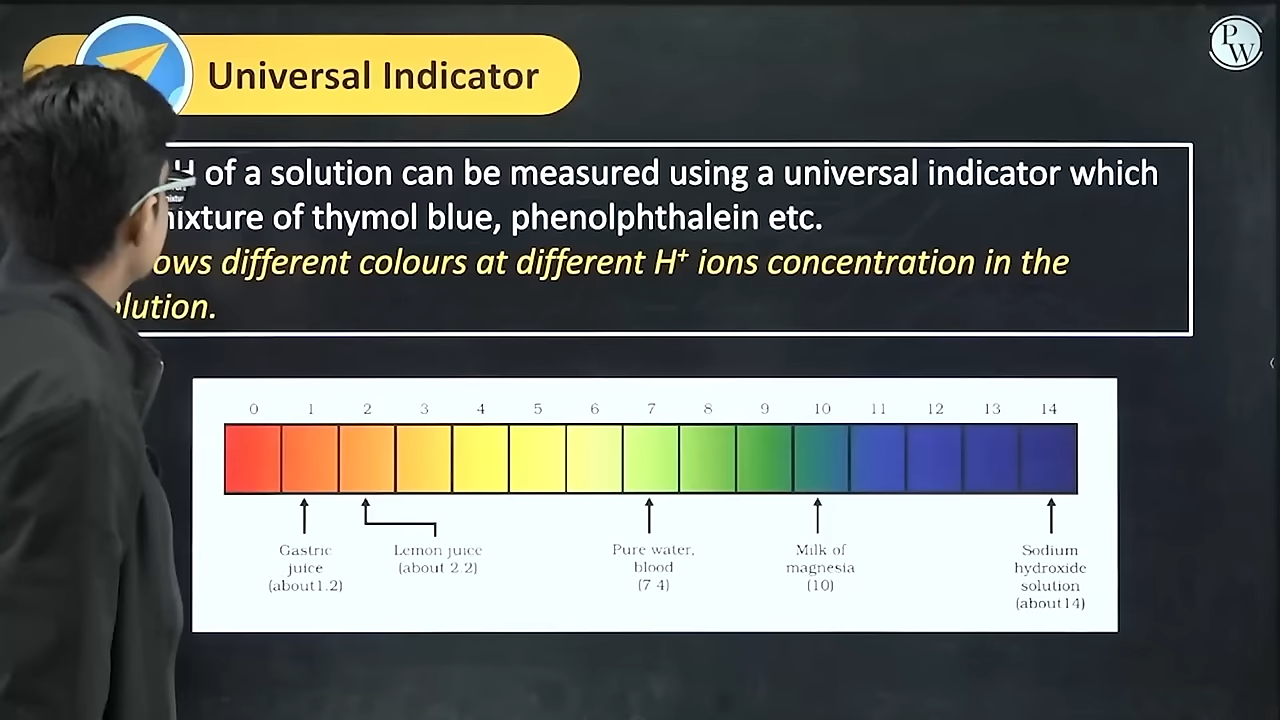 PW
Universal Indicator
H of a solution can be measured using a universal indicator which
mixture of thymol blue, phenolphthalein etc.
ows different colours at different H⁺ ions concentration in the
olution.
0 1 2 3 4 5 6 7 8 9 10 11 12 13 14
Gastric
juice
(about1.2)
Lemon juice
(about 2.2)
Pure water,
blood
(7 4)
Milk of
magnesia
(10)
Sodium
hydroxide
solution
(about14)